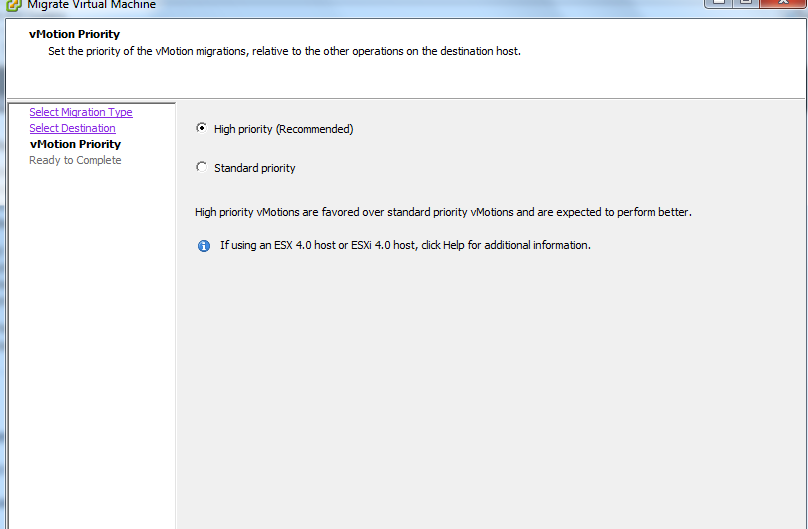 Migrate Virtual Machine
vMotion Priority
Set the priority of the vMotion migrations, relative to the other operations on the destination host.
Select Migration Type
Select Destination
vMotion Priority
Ready to Complete
High priority (Recommended)
Standard priority
High priority vMotions are favored over standard priority vMotions and are expected to perform better.
If using an ESX 4.0 host or ESXi 4.0 host, click Help for additional information.